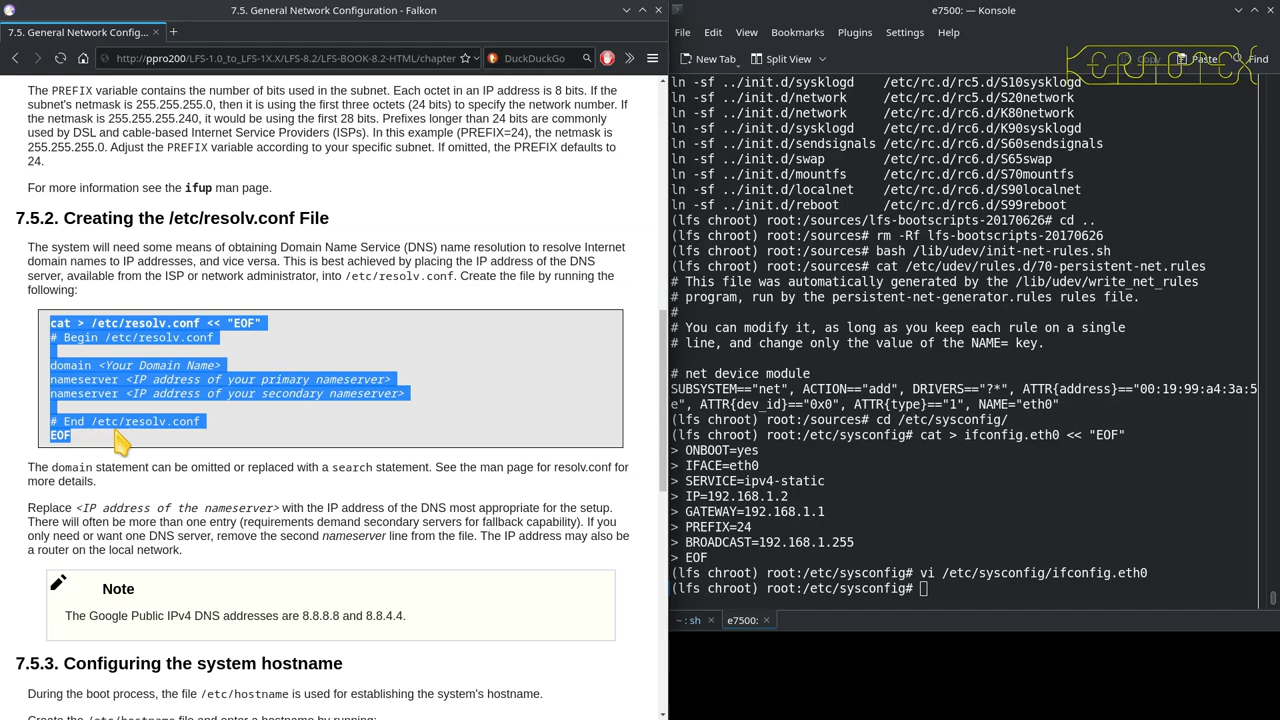 7.5. General Network Configuration - Falkon
7.5. General Network Config...
http://ppro200/LFS-1.0_to_LFS-1X.X/LFS-8.2/LFS-BOOK-8.2-HTML/chapter
DuckDuckGo
The PREFIX variable contains the number of bits used in the subnet. Each octet in an IP address is 8 bits. If the
subnet's netmask is 255.255.255.0, then it is using the first three octets (24 bits) to specify the network number. If
the netmask is 255.255.255.240, it would be using the first 28 bits. Prefixes longer than 24 bits are commonly
used by DSL and cable-based Internet Service Providers (ISPs). In this example (PREFIX=24), the netmask is
255.255.255.0. Adjust the PREFIX variable according to your specific subnet. If omitted, the PREFIX defaults to
24.
For more information see the ifup man page.
7.5.2. Creating the /etc/resolv.conf File
The system will need some means of obtaining Domain Name Service (DNS) name resolution to resolve Internet
domain names to IP addresses, and vice versa. This is best achieved by placing the IP address of the DNS
server, available from the ISP or network administrator, into /etc/resolv.conf. Create the file by running the
following:
cat > /etc/resolv.conf << "EOF"
# Begin /etc/resolv.conf
domain <Your Domain Name>
nameserver <IP address of your primary nameserver>
nameserver <IP address of your secondary nameserver>
# End /etc/resolv.conf
EOF
The domain statement can be omitted or replaced with a search statement. See the man page for resolv.conf for
more details.
Replace <IP address of the nameserver> with the IP address of the DNS most appropriate for the setup.
There will often be more than one entry (requirements demand secondary servers for fallback capability). If you
only need or want one DNS server, remove the second nameserver line from the file. The IP address may also be
a router on the local network.
Note
The Google Public IPv4 DNS addresses are 8.8.8.8 and 8.8.4.4.
7.5.3. Configuring the system hostname
During the boot process, the file /etc/hostname is used for establishing the system's hostname.
Create the /etc/hostname file and enter a hostname by running:
e7500: — Konsole
File Edit View Bookmarks Plugins Settings Help
New Tab Split View Copy Paste Find
ln -sf ../init.d/sysklogd /etc/rc.d/rc5.d/S10sysklogd
ln -sf ../init.d/network /etc/rc.d/rc5.d/S20network
ln -sf ../init.d/network /etc/rc.d/rc6.d/K80network
ln -sf ../init.d/sysklogd /etc/rc.d/rc6.d/K90sysklogd
ln -sf ../init.d/sendsignals /etc/rc.d/rc6.d/S60sendsignals
ln -sf ../init.d/swap /etc/rc.d/rc6.d/S65swap
ln -sf ../init.d/mountfs /etc/rc.d/rc6.d/S70mountfs
ln -sf ../init.d/localnet /etc/rc.d/rc6.d/S90localnet
ln -sf ../init.d/reboot /etc/rc.d/rc6.d/S99reboot
(lfs chroot) root:/sources/lfs-bootscripts-20170626# cd ..
(lfs chroot) root:/sources# rm -Rf lfs-bootscripts-20170626
(lfs chroot) root:/sources# bash /lib/udev/init-net-rules.sh
(lfs chroot) root:/sources# cat /etc/udev/rules.d/70-persistent-net.rules
# This file was automatically generated by the /lib/udev/write_net_rules
# program, run by the persistent-net-generator.rules rules file.
#
# You can modify it, as long as you keep each rule on a single
# line, and change only the value of the NAME= key.
# net device module
SUBSYSTEM=="net", ACTION=="add", DRIVERS=="?*", ATTR{address}=="00:19:99:a4:3a:5
e", ATTR{dev_id}=="0x0", ATTR{type}=="1", NAME="eth0"
(lfs chroot) root:/sources# cd /etc/sysconfig/
(lfs chroot) root:/etc/sysconfig# cat > ifconfig.eth0 << "EOF"
> ONBOOT=yes
> IFACE=eth0
> SERVICE=ipv4-static
> IP=192.168.1.2
> GATEWAY=192.168.1.1
> PREFIX=24
> BROADCAST=192.168.1.255
> EOF
(lfs chroot) root:/etc/sysconfig# vi /etc/sysconfig/ifconfig.eth0
(lfs chroot) root:/etc/sysconfig#
~ : sh
e7500: